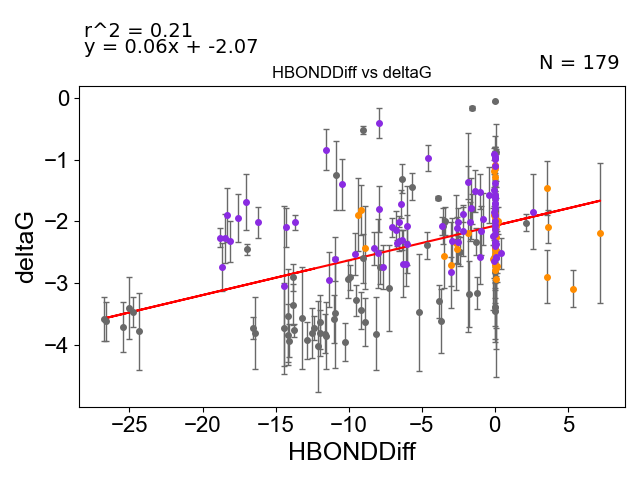 r^2 = 0.21
y = 0.06x + -2.07
N = 179
HBONDDiff vs deltaG
deltaG
0
−1
−2
−3
−4
−25
−20
−15
−10
−5
0
5
HBONDDiff